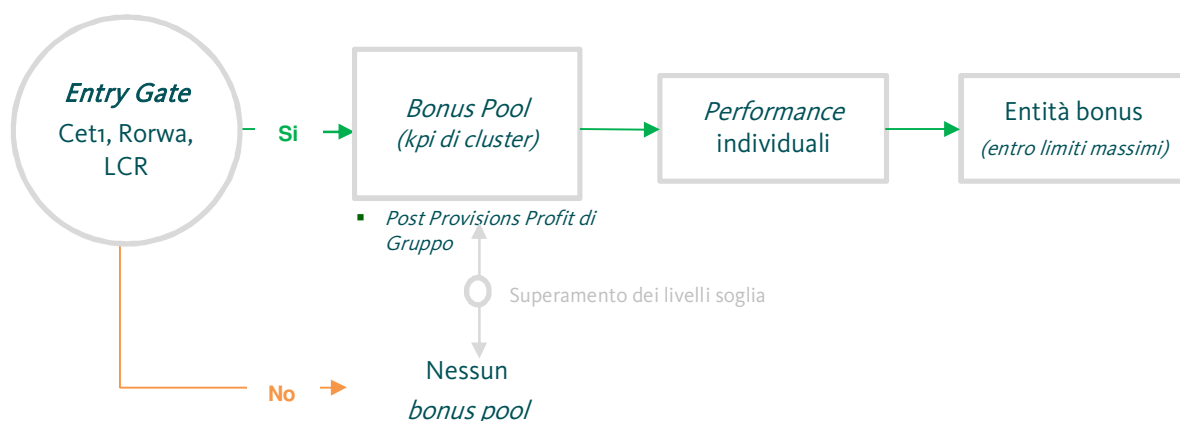 Entry Gate
Cet1, Rorwa,
LCR
Si
Bonus Pool
(kpi di cluster)
Performance
individuali
Entità bonus
(entro limiti massimi)
▪ Post Provisions Profit di
Gruppo
Superamento dei livelli soglia
No
Nessun
bonus pool